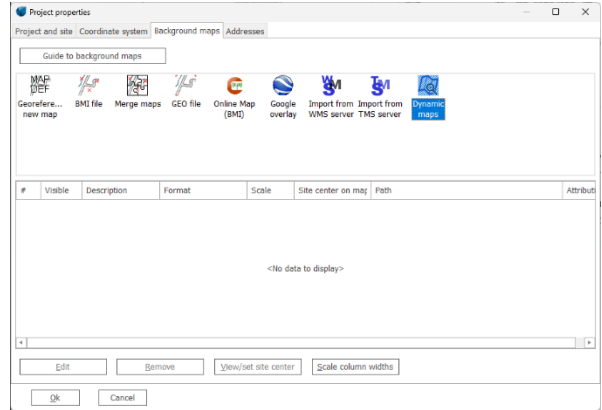 Project properties
Project and site Coordinate system Background maps Addresses
Guide to background maps
MAP DEF
Georefere... new map
BMI file
Merge maps
GEO file
Online Map (BMI)
Google overlay
Import from WMS server
Import from TMS server
Dynamic maps
# Visible Description Format Scale Site center on map Path Attributi
<No data to display>
Edit Remove View/set site center Scale column widths
Ok Cancel